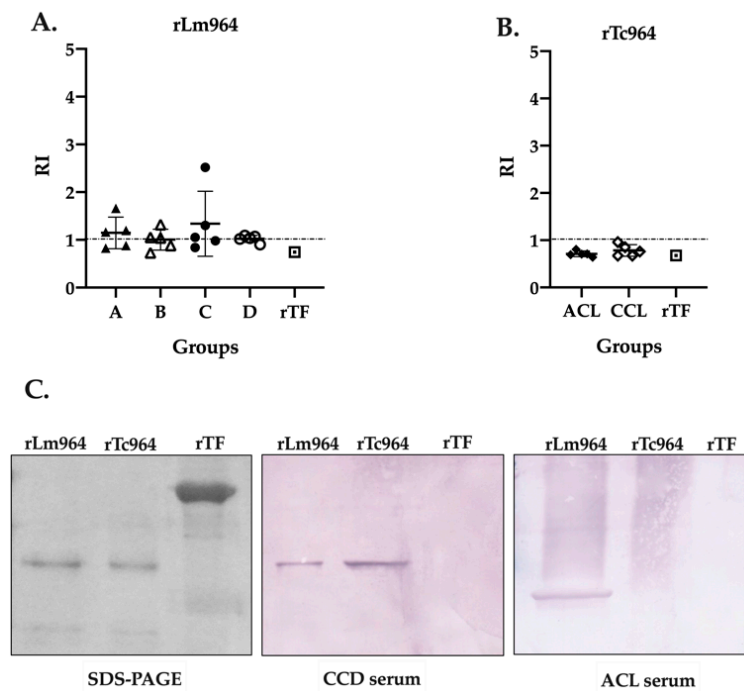 A.
rLm964
5
4
3
2
1
0
RI
A B C D rTF
Groups
B.
rTc964
5
4
3
2
1
0
RI
ACL CCL rTF
Groups
C.
rLm964 rTc964 rTF
rLm964 rTc964 rTF
rLm964 rTc964 rTF
SDS-PAGE
CCD serum
ACL serum